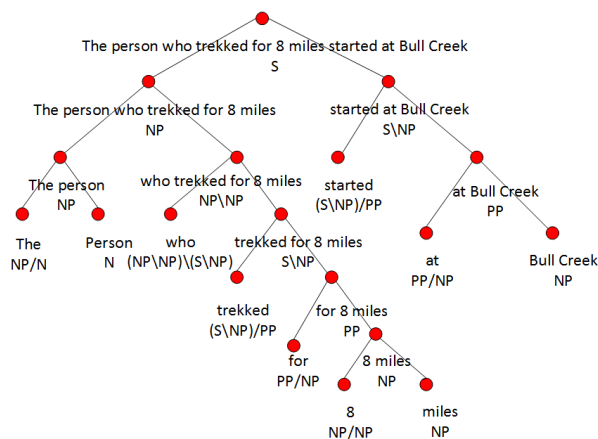 The person who trekked for 8 miles started at Bull Creek
S
The person who trekked for 8 miles
NP
started at Bull Creek
S\NP
The person
NP
who trekked for 8 miles
NP\NP
started
(S\NP)/PP
at Bull Creek
PP
The
NP/N
Person
N
who
(NP\NP)\(S\NP)
trekked for 8 miles
S\NP
at
PP/NP
Bull Creek
NP
trekked
(S\NP)/PP
for 8 miles
PP
for
PP/NP
8 miles
NP
8
NP/NP
miles
NP